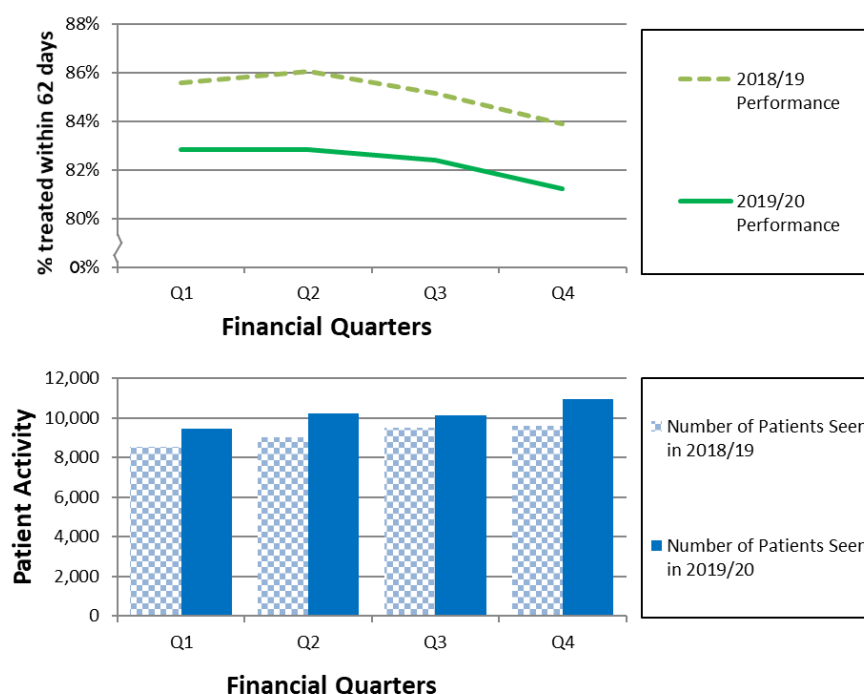 88%
86%
84%
82%
80%
0%
% treated within 62 days
Q1 Q2 Q3 Q4
Financial Quarters
2018/19
Performance
2019/20
Performance
12,000
10,000
8,000
6,000
4,000
2,000
0
Patient Activity
Q1 Q2 Q3 Q4
Financial Quarters
Number of Patients Seen
in 2018/19
Number of Patients Seen
in 2019/20